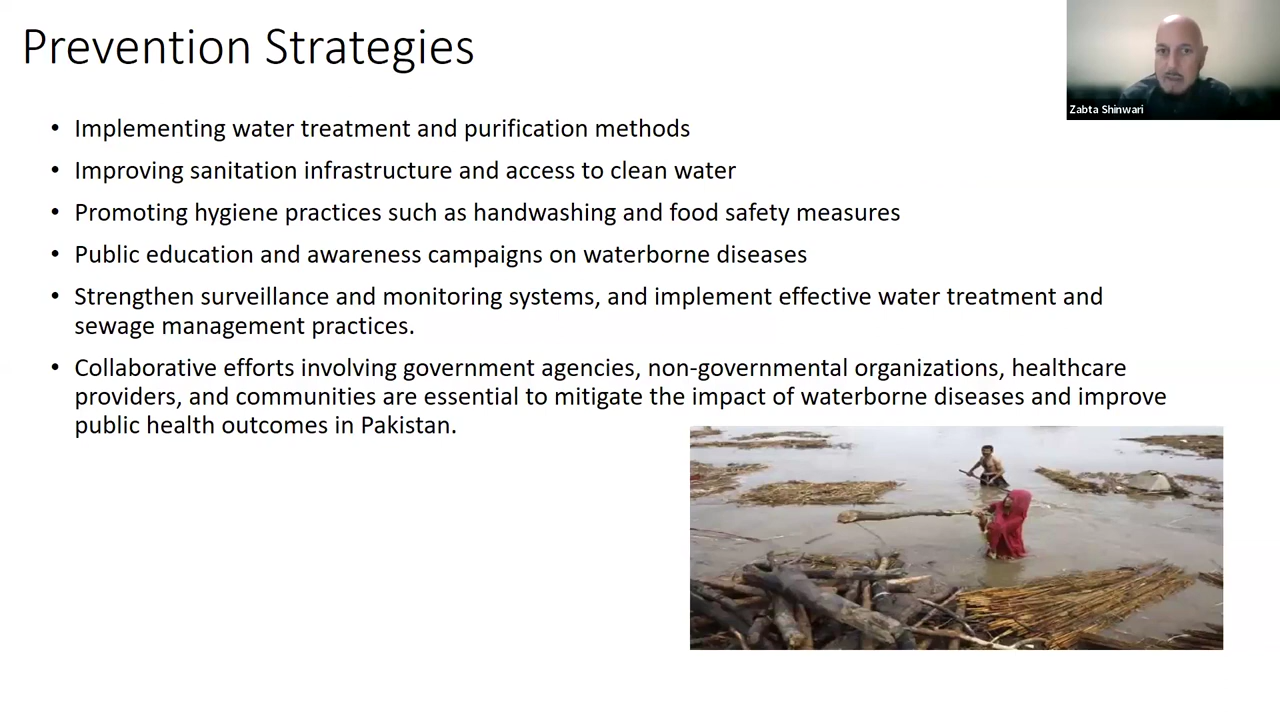 Prevention Strategies
Zabta Shinwari
• Implementing water treatment and purification methods
• Improving sanitation infrastructure and access to clean water
• Promoting hygiene practices such as handwashing and food safety measures
• Public education and awareness campaigns on waterborne diseases
• Strengthen surveillance and monitoring systems, and implement effective water treatment and
sewage management practices.
• Collaborative efforts involving government agencies, non-governmental organizations, healthcare
providers, and communities are essential to mitigate the impact of waterborne diseases and improve
public health outcomes in Pakistan.